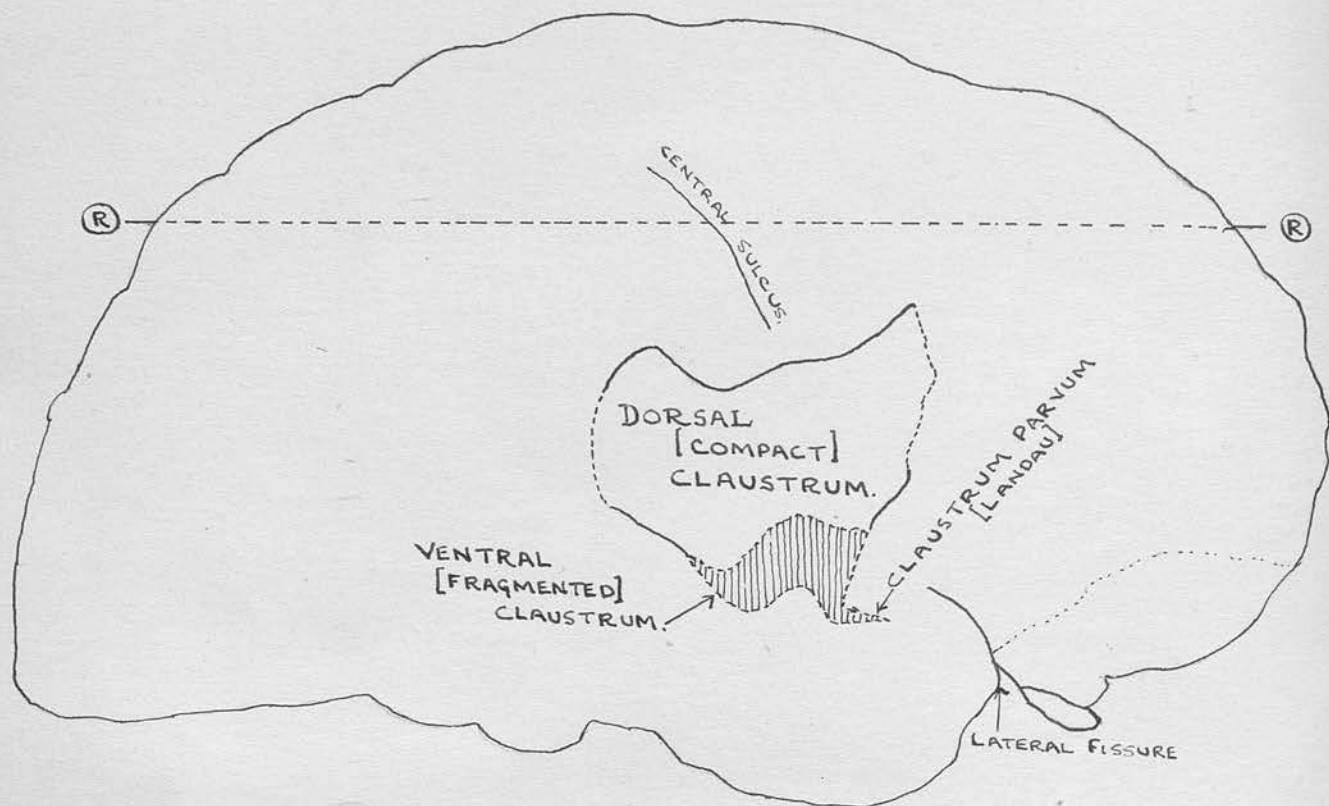 CENTRAL SULCUS.
R
R
DORSAL
[COMPACT]
CLAUSTRUM.
CLAUSTRUM PARVUM
[LANDAU]
VENTRAL
[FRAGMENTED]
CLAUSTRUM.
LATERAL FISSURE